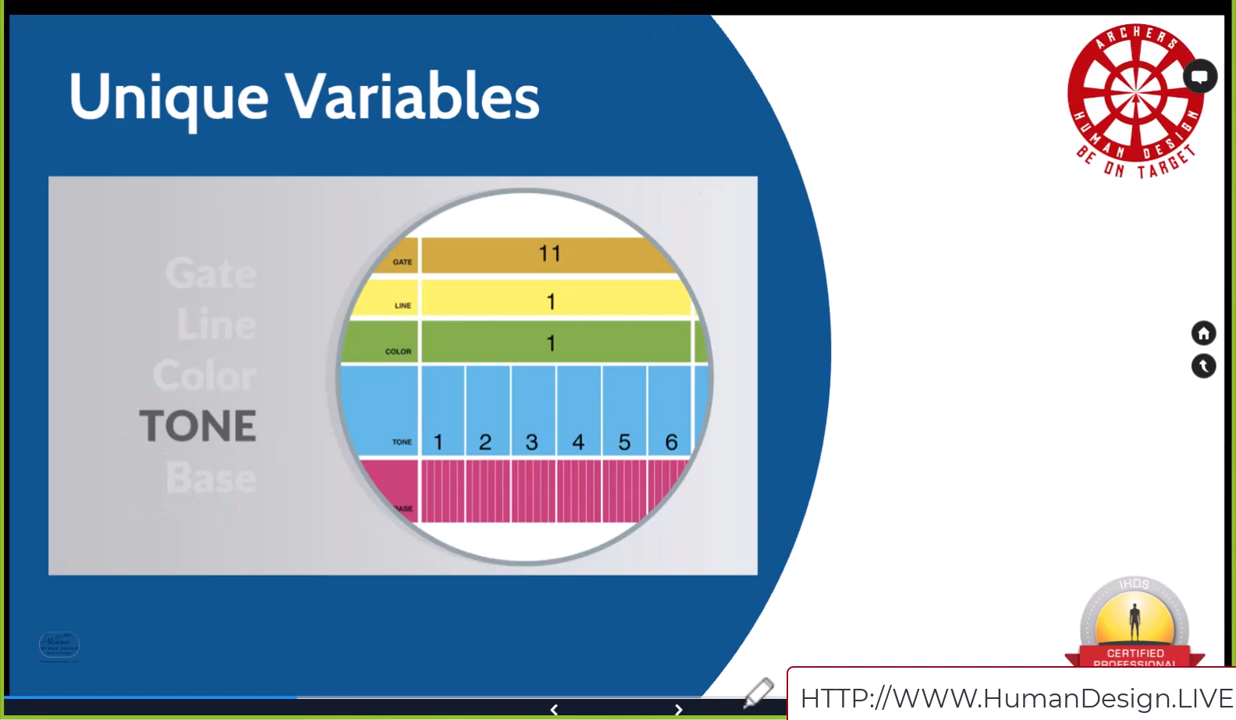 Unique Variables
ARCHERS
HUMAN DESIGN
BE ON TARGET
Gate
Line
Color
TONE
Base
GATE 11
LINE 1
COLOR 1
TONE 1 2 3 4 5 6
BASE
IHDS
CERTIFIED
PROFESSIONAL
HTTP://WWW.HumanDesign.LIVE